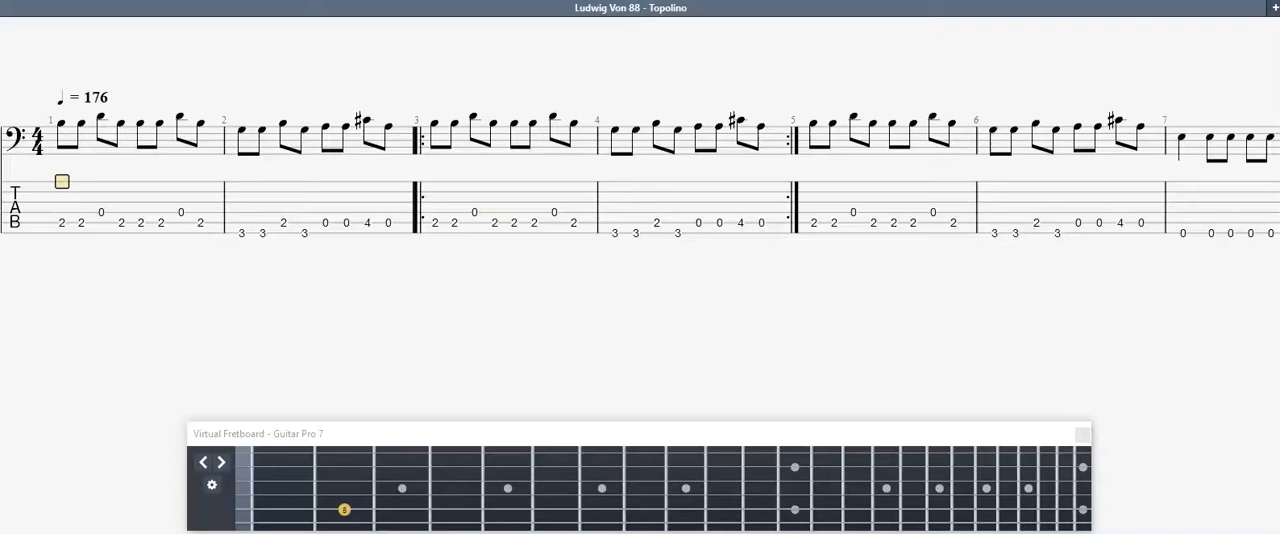 Ludwig Von 88 - Topolino +
= 176
1 2 3 4 5 6 7
4
4
T
A
B
0 0 0 0 0 0
2 2 2 2 2 2 2 0 0 4 0 2 2 2 2 2 2 2 0 0 4 0 2 2 2 2 2 2 2 0 0 4 0
3 3 3 3 3 3 3 3 3 0 0 0 0 0
Virtual Fretboard - Guitar Pro 7
B